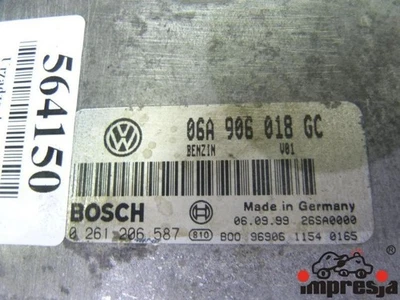 564150
06A 906 018 GC
BENZIN V01
BOSCH
Made in Germany
06.09.99 26SA0000
0 261 206 587 810 B00 96906 1154 0165
impresja